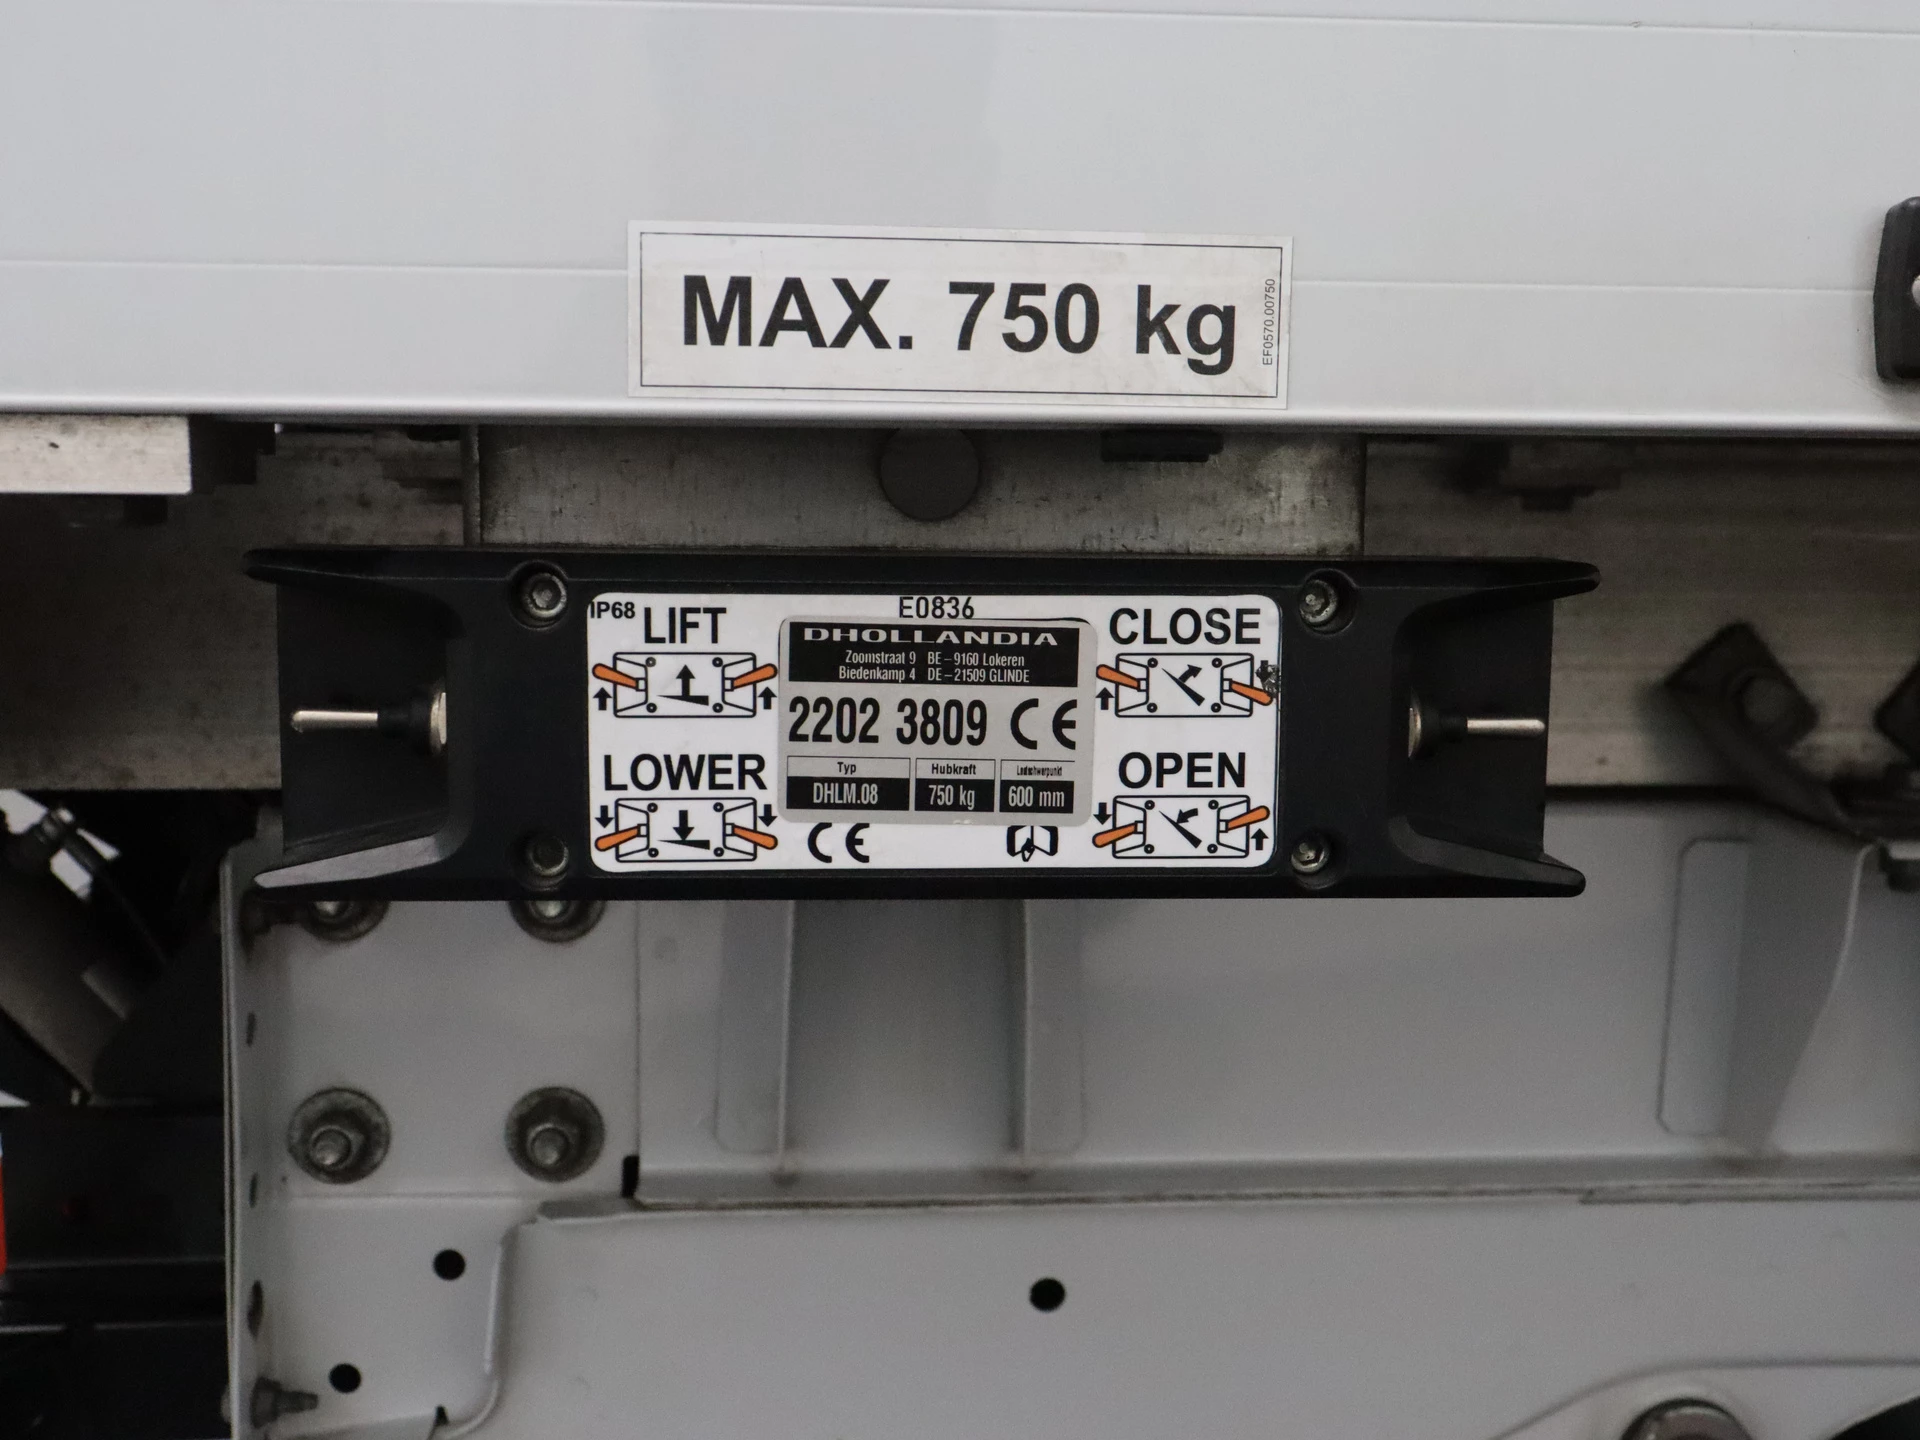 MAX. 750 kg
EF0570.00750
IP68
E0836
LIFT
CLOSE
DHOLLANDIA
Zoomstraat 9 BE – 9160 Lokeren
Biedenkamp 4 DE – 21509 GLINDE
2202 3809 CE
LOWER
OPEN
Typ Hubkraft Ladschwerpunkt
DHLM.08 750 kg 600 mm
CE